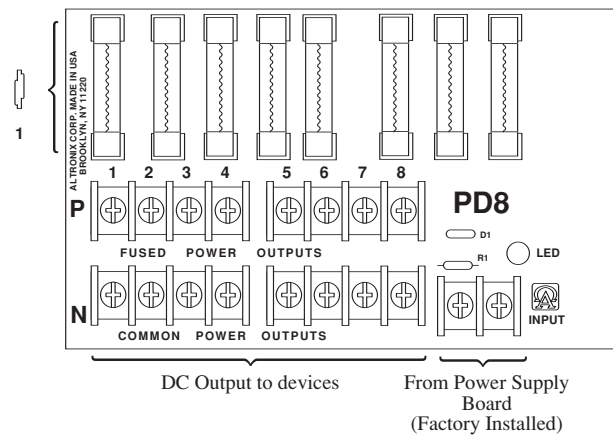 ALTRONIX CORP. MADE IN USA
BROOKLYN, NY 11220
1
1 2 3 4 5 6 7 8
P
PD8
D1
FUSED POWER OUTPUTS
LED
R1
N
INPUT
COMMON POWER OUTPUTS
DC Output to devices
From Power Supply
Board
(Factory Installed)